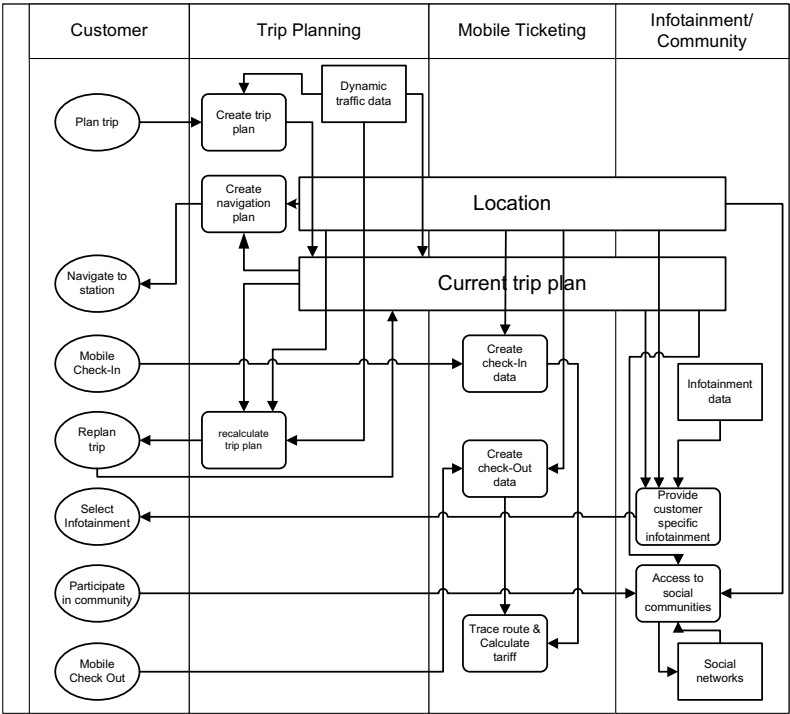 Customer
Trip Planning
Mobile Ticketing
Infotainment/
Community
Plan trip
Create trip
plan
Dynamic
traffic data
Create
navigation
plan
Location
Navigate to
station
Current trip plan
Mobile
Check-In
Create
check-In
data
Infotainment
data
Replan
trip
recalculate
trip plan
Create
check-Out
data
Select
Infotainment
Provide
customer
specific
infotainment
Participate
in community
Access to
social
communities
Trace route &
Calculate
tariff
Mobile
Check Out
Social
networks